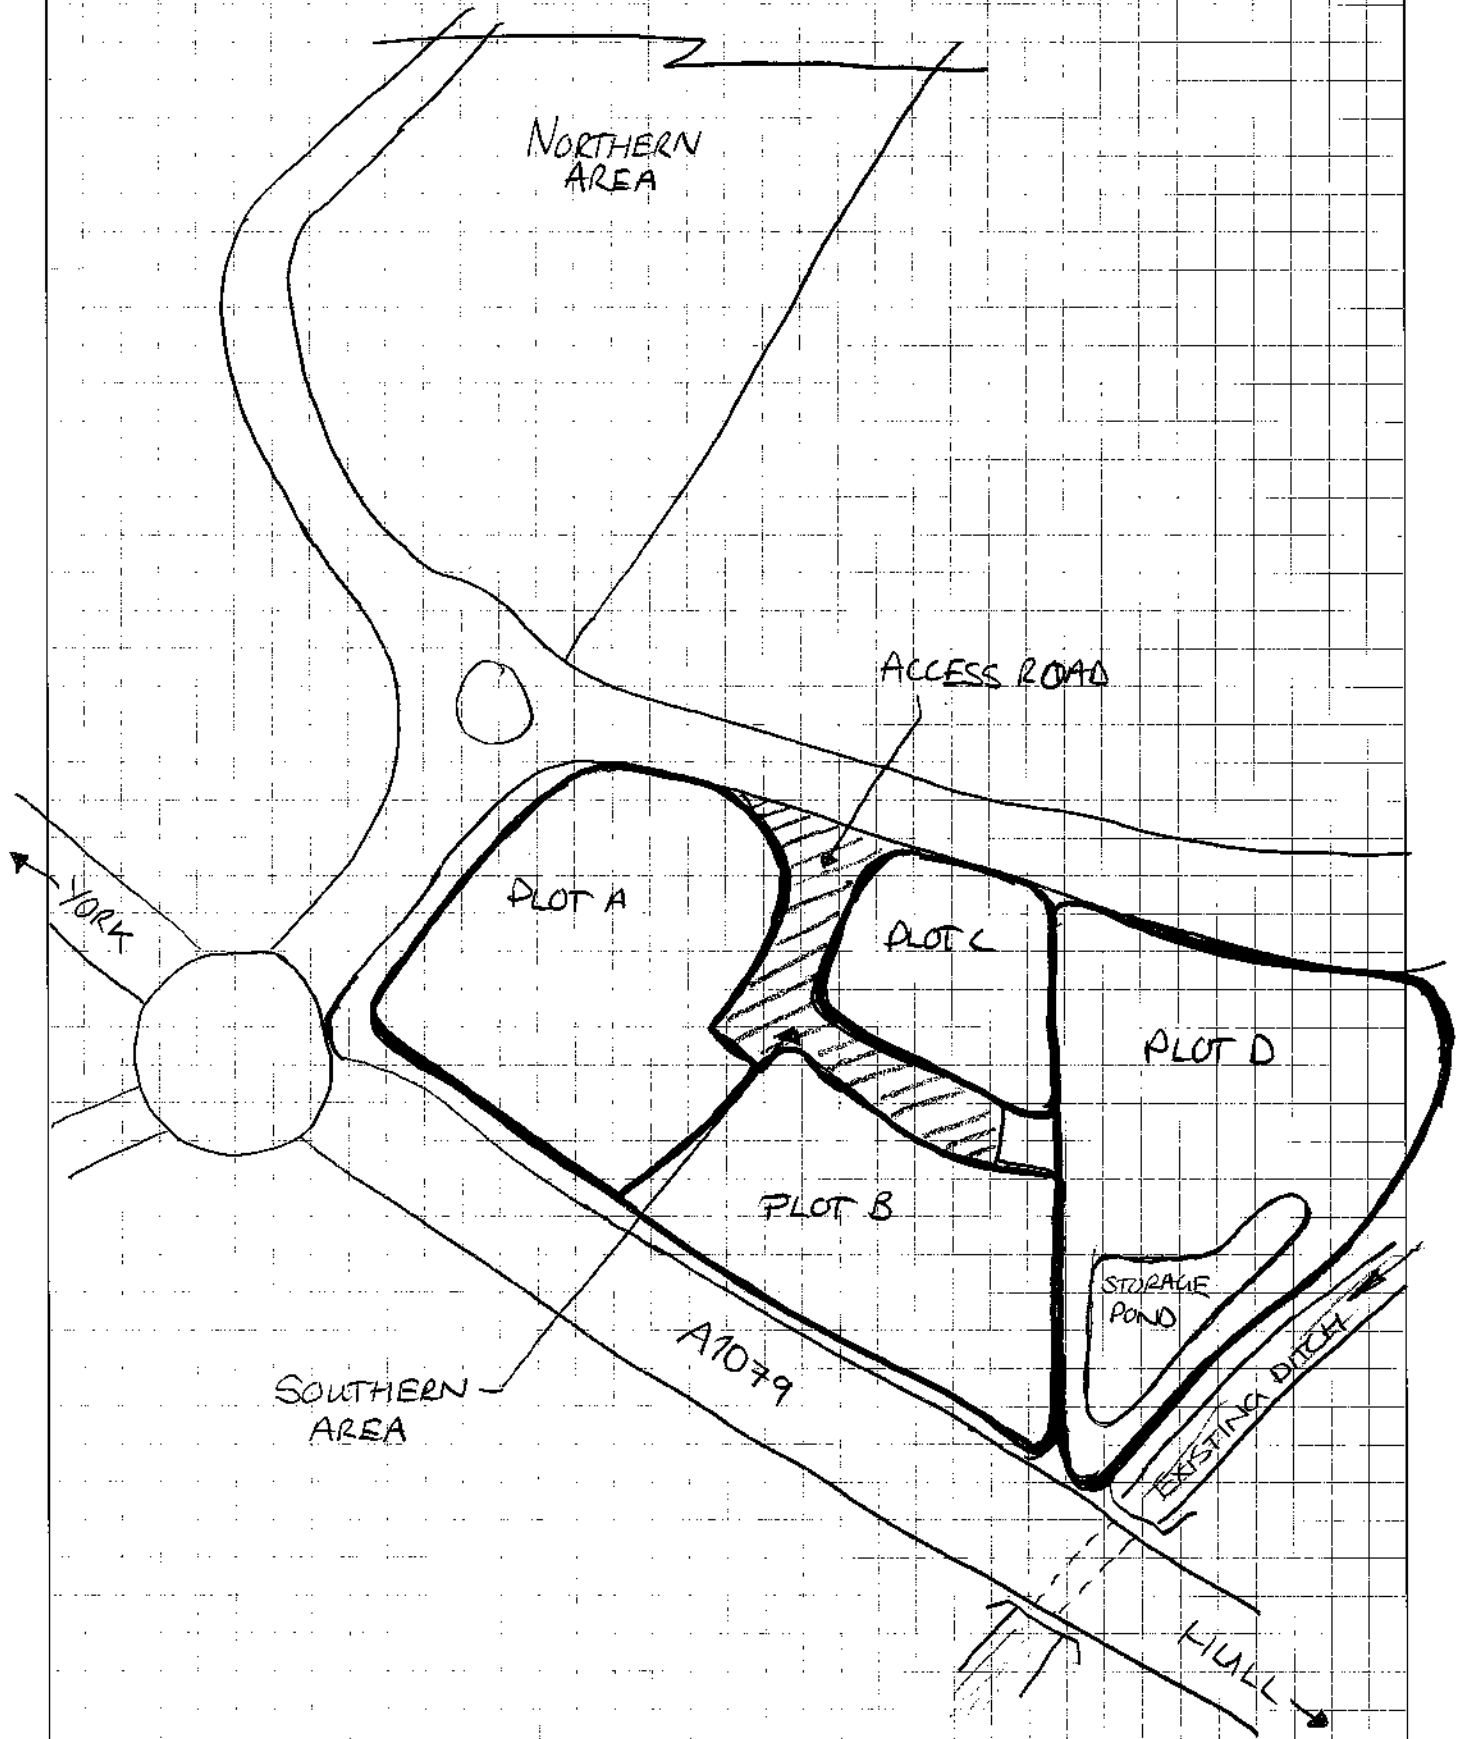 NORTHERN
AREA
ACCESS ROAD
YORK
PLOT A
PLOT C
PLOT D
PLOT B
STORAGE
POND
EXISTING DITCH
A1079
SOUTHERN
AREA
HULL